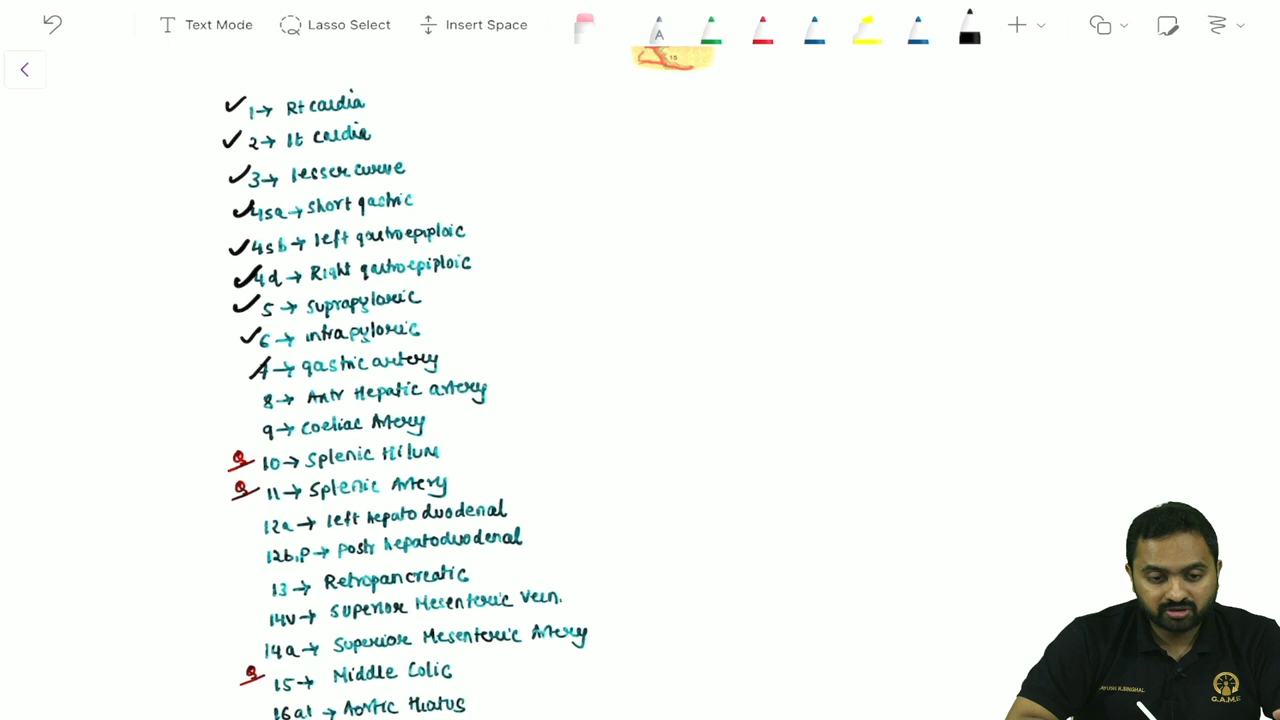 Text Mode Lasso Select Insert Space
A
15
1→ Rt cardia
2→ lt cardia
3→ lesser curve
4sa→ short gastric
4sb→ left gastroepiploic
4d→ Right gastroepiploic
5→ suprapyloric
6→ infrapyloric
→ gastric artery
8→ Antr Hepatic artery
9→ Coeliac Artery
Q 10→ Splenic Hilum
Q 11→ Splenic Artery
12a→ left hepatoduodenal
12b,p→ postr hepatoduodenal
13→ Retropancreatic
14v→ Superior Mesenteric Vein.
14a→ Superior Mesenteric Artery
Q 15→ Middle Colic
16a1→ Aortic Hiatus
AYUSH R.SINGHAL
G.A.M.E